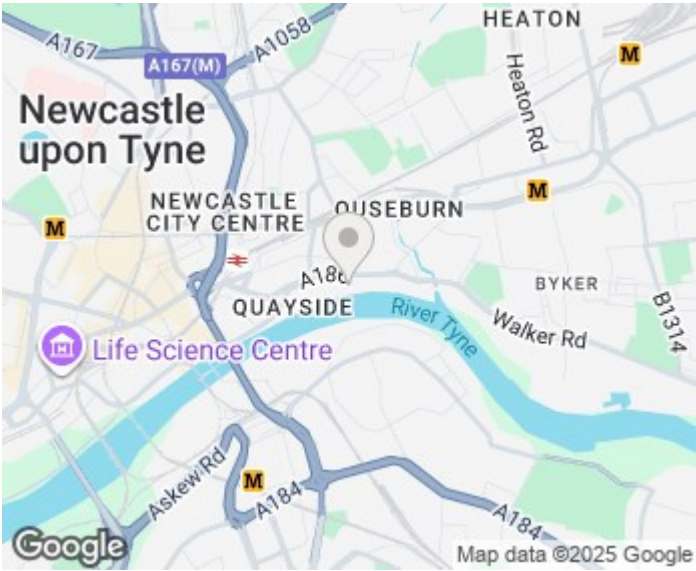 HEATON
A167
A1058
A167(M)
M
Heaton Rd
Newcastle
upon Tyne
M
NEWCASTLE
CITY CENTRE
OUSEBURN
M
A186
BYKER
QUAYSIDE
River Tyne
Walker Rd
B1314
Life Science Centre
Askew Rd
M
A184
A184
Google
Map data ©2025 Google